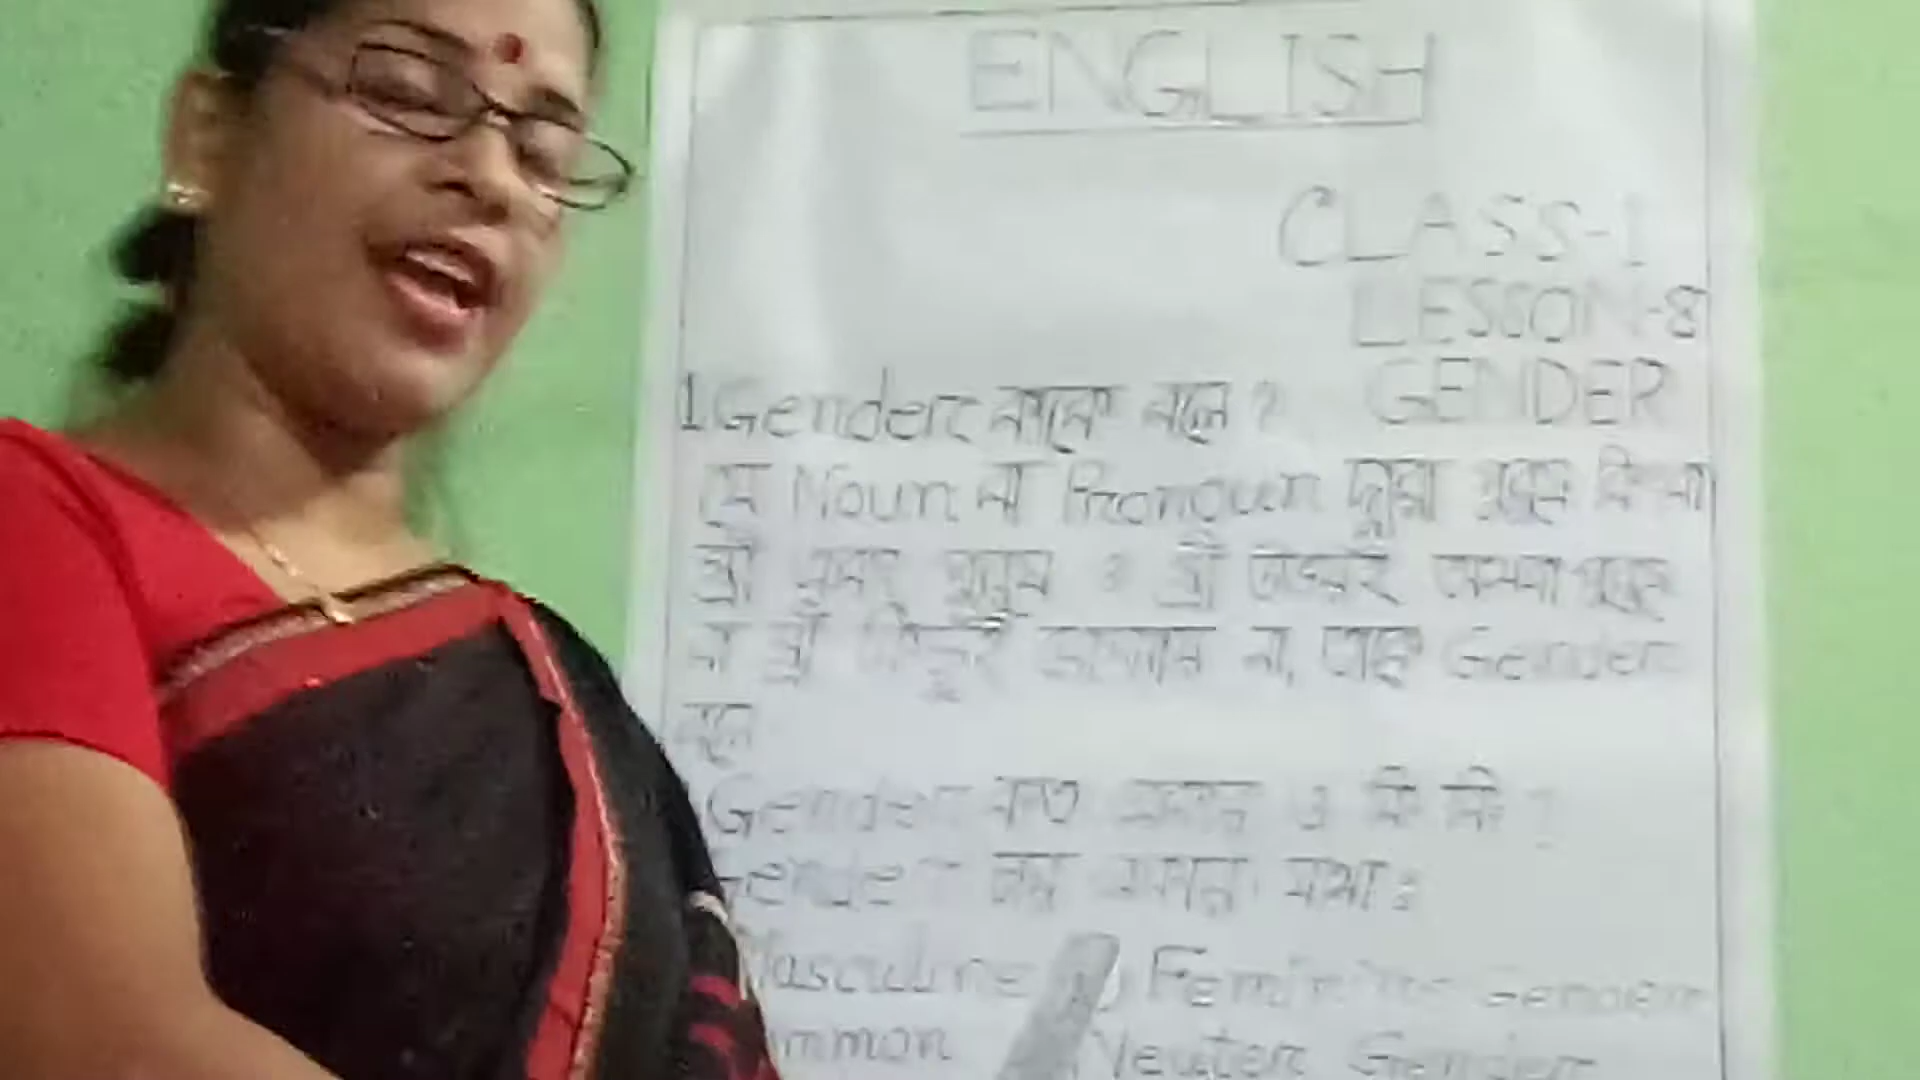 ENGLISH
CLASS-1
LESSON-8
GENDER
1. Gender কাকে বলে ?
যে Noun বা Pronoun দ্বারা পুরুষ কিংবা
স্ত্রী অথবা পুরুষ ও স্ত্রী উভয়ই অথবা পুরুষ
বা স্ত্রী কিছুই বোঝায় না, তাকে Gender
বলে
Gender কত প্রকার ও কি কি ?
Gender চার প্রকার যথা :
Masculine Feminine Gender
Neuter Gender